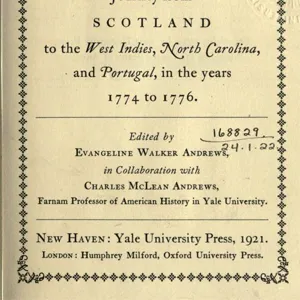 SCOTLAND
to the West Indies, North Carolina,
and Portugal, in the years
1774 to 1776.
Edited by
168829
EVANGELINE WALKER ANDREWS,
24.1.22
in Collaboration with
CHARLES MCLEAN ANDREWS,
Farnam Professor of American History in Yale University.
NEW HAVEN: YALE UNIVERSITY PRESS, 1921.
LONDON: HUMPHREY MILFORD, OXFORD UNIVERSITY PRESS.